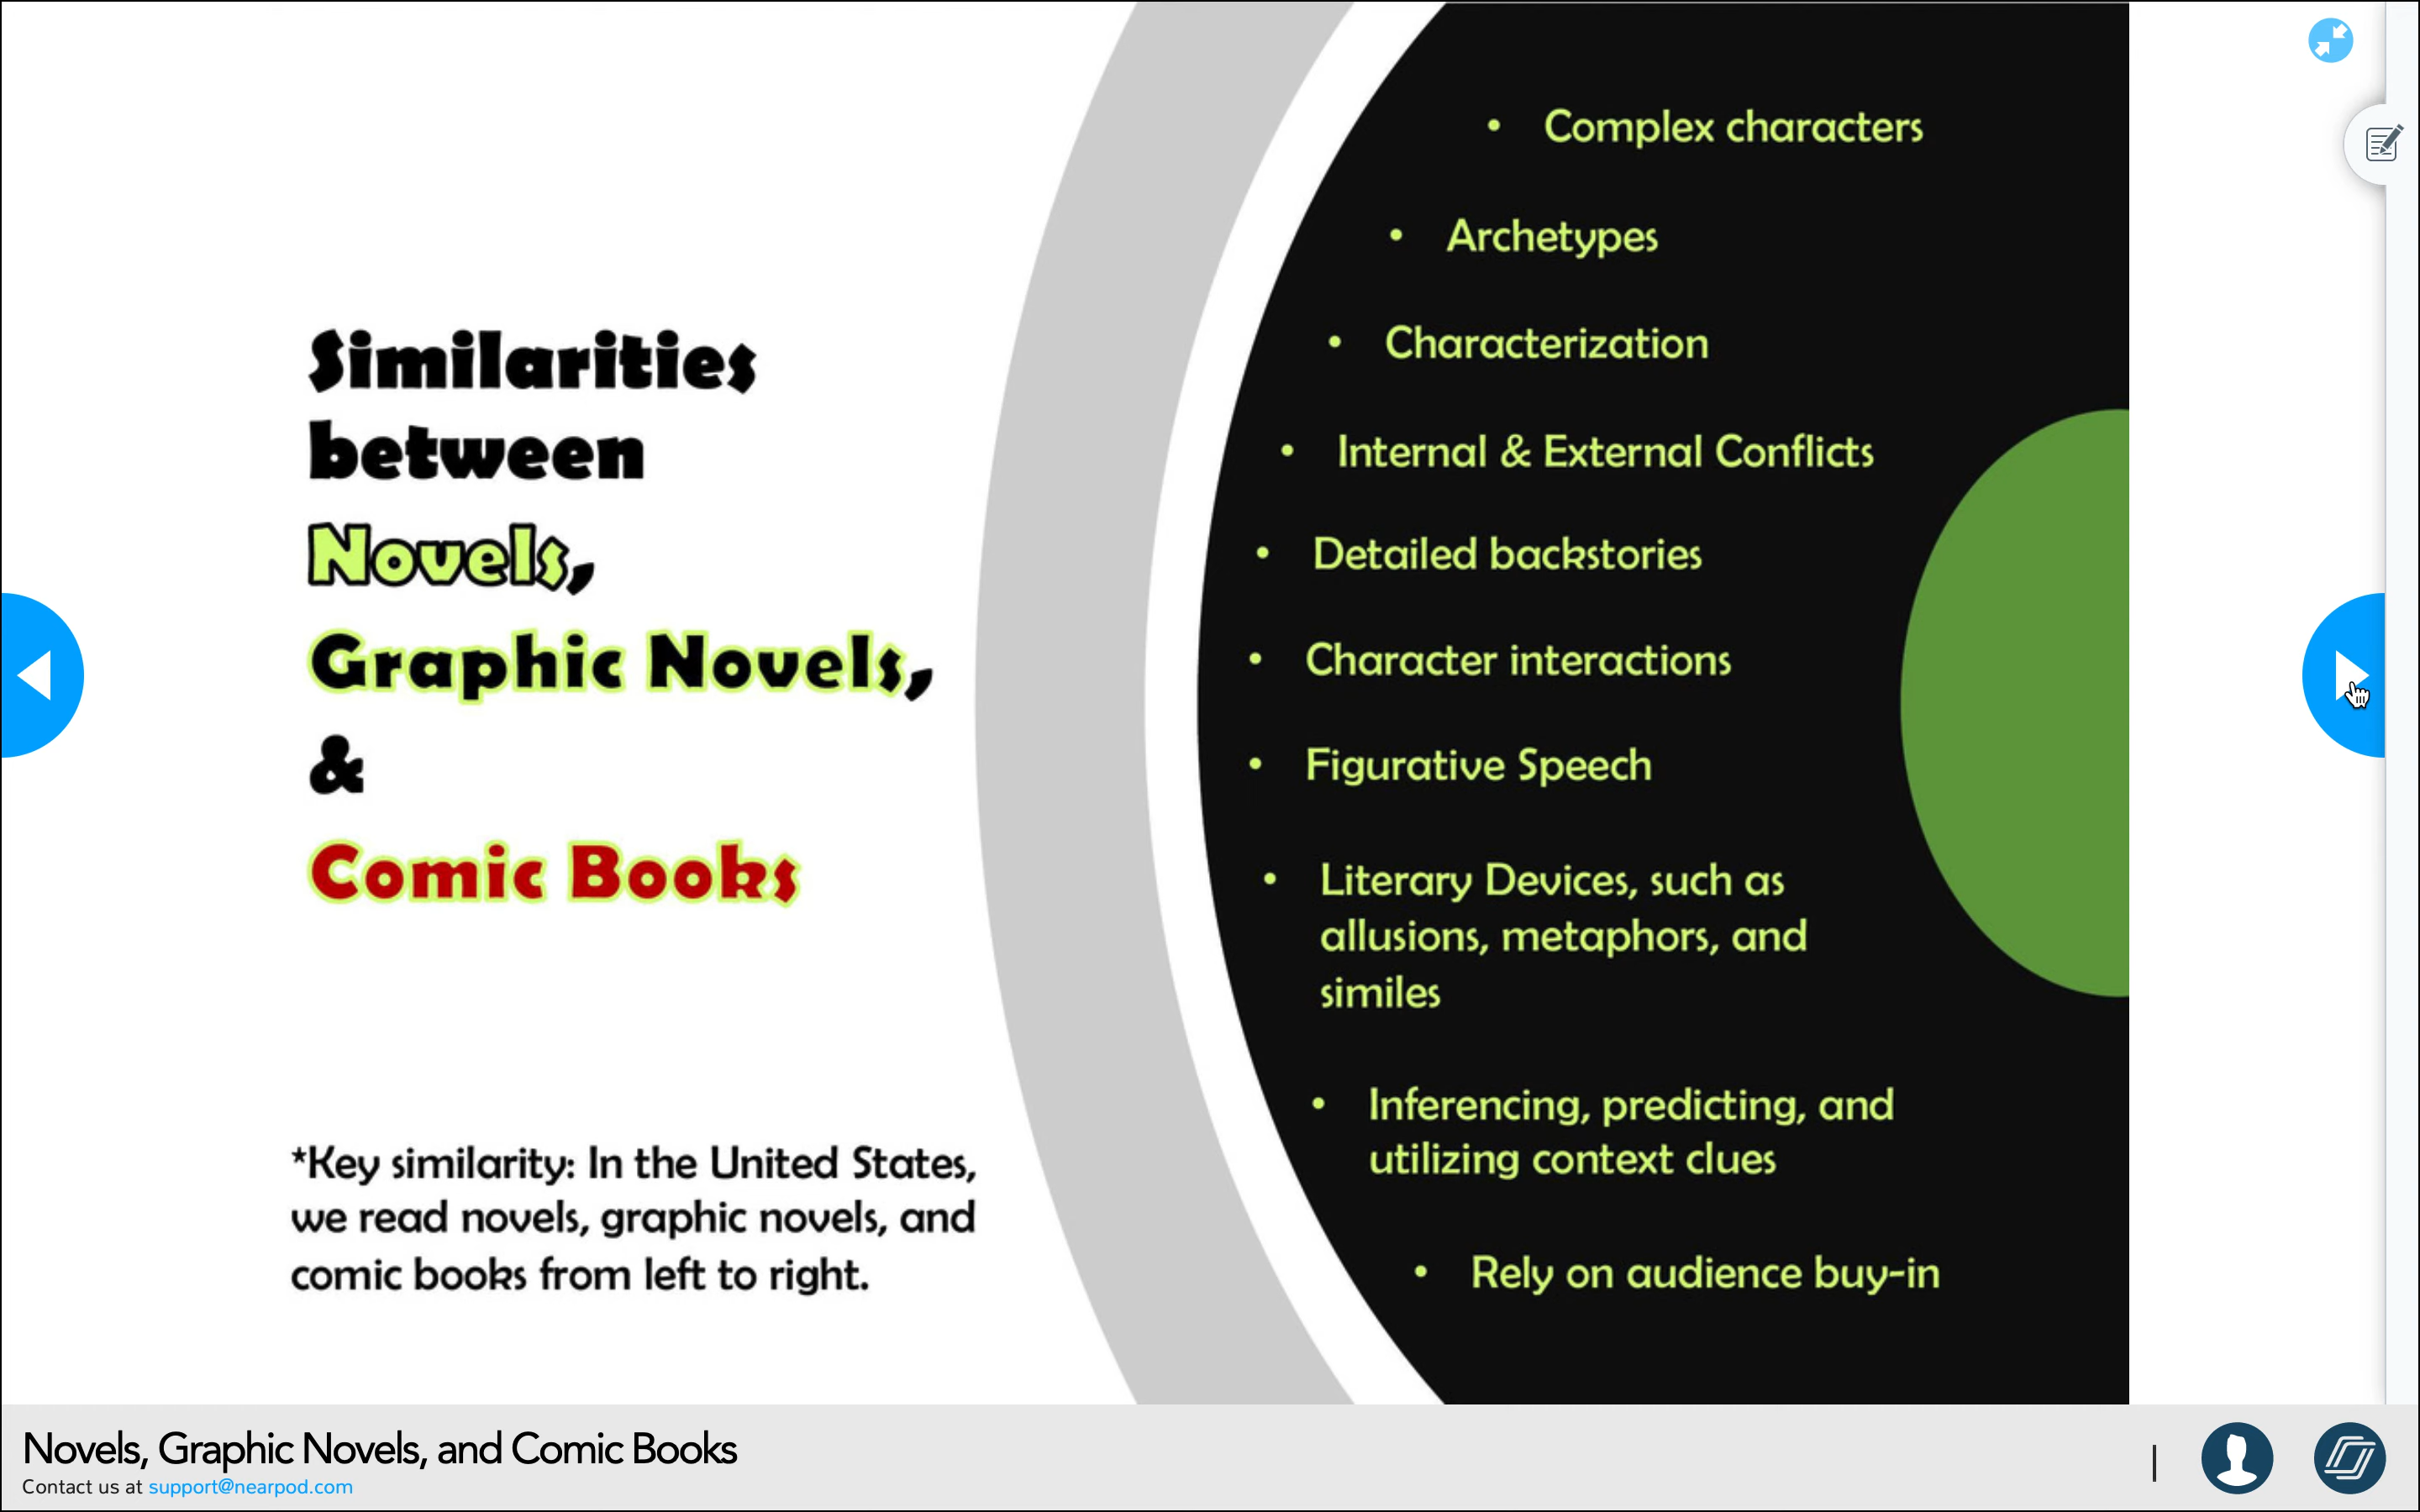 Similarities
between
Novels,
Graphic Novels,
&
Comic Books
*Key similarity: In the United States,
we read novels, graphic novels, and
comic books from left to right.
• Complex characters
• Archetypes
• Characterization
• Internal & External Conflicts
• Detailed backstories
• Character interactions
• Figurative Speech
• Literary Devices, such as
allusions, metaphors, and
similes
• Inferencing, predicting, and
utilizing context clues
• Rely on audience buy-in
Novels, Graphic Novels, and Comic Books
Contact us at support@nearpod.com